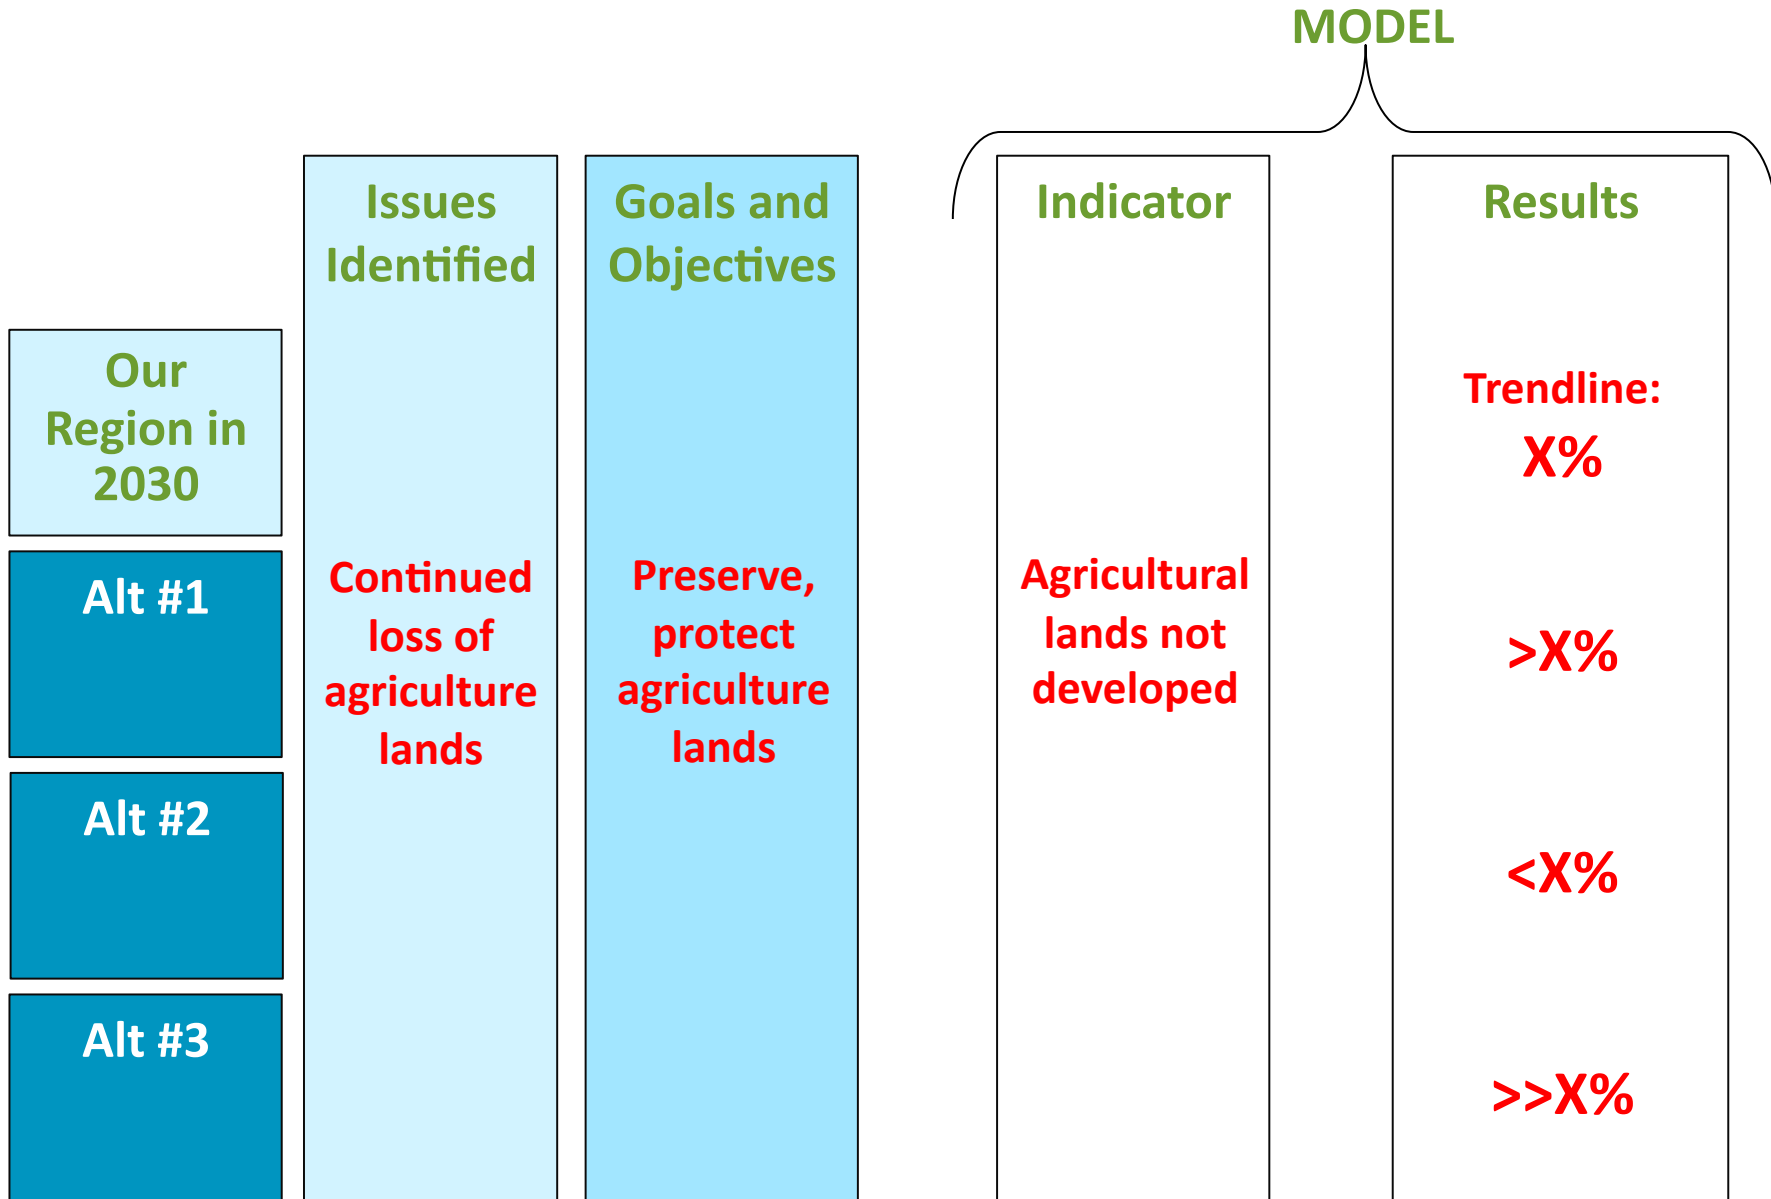 MODEL
Issues
Identified
Goals and
Objectives
Indicator
Results
Our
Region in
2030
Trendline:
X%
Alt #1
Continued
loss of
agriculture
lands
Preserve,
protect
agriculture
lands
Agricultural
lands not
developed
>X%
Alt #2
<X%
Alt #3
>>X%